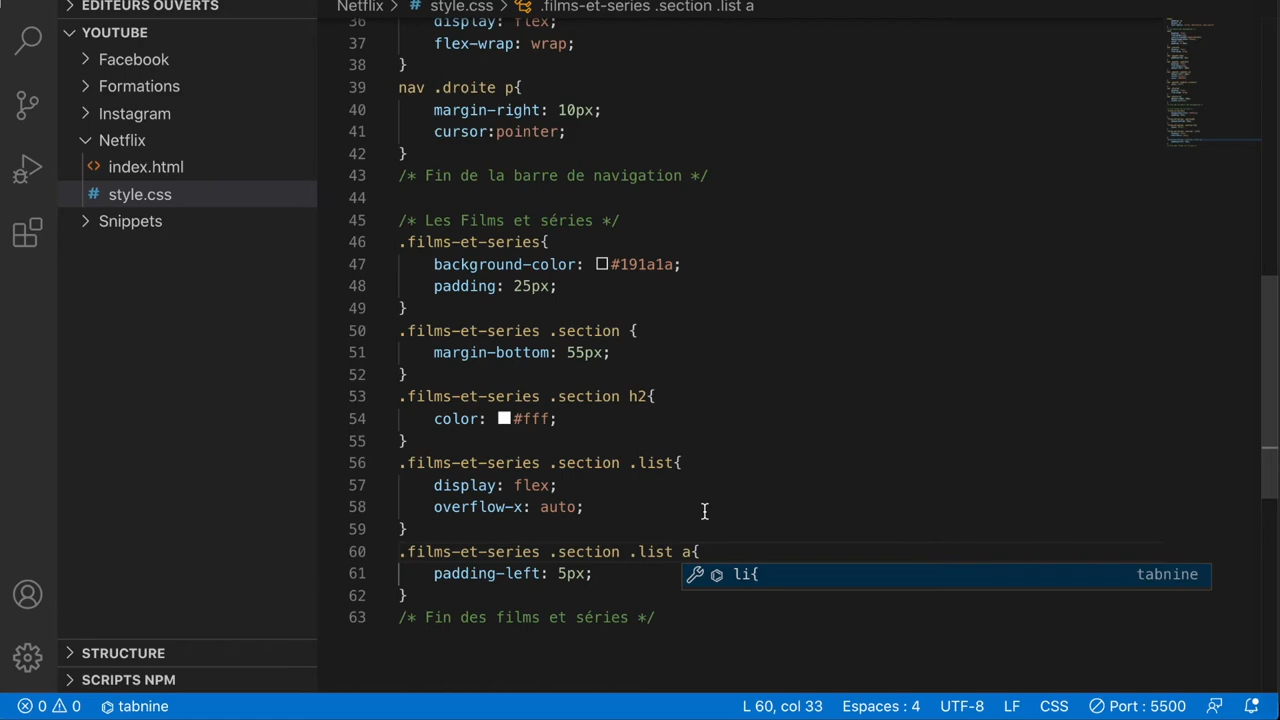 EDITEURS OUVERTS
YOUTUBE
Facebook
Formations
Instagram
Netflix
index.html
style.css
Snippets
STRUCTURE
SCRIPTS NPM
Netflix > # style.css > .films-et-series .section .list a
36 display: flex;
37 flex-wrap: wrap;
38 }
39 nav .droite p{
40 margin-right: 10px;
41 cursor:pointer;
42 }
43 /* Fin de la barre de navigation */
44
45 /* Les Films et séries */
46 .films-et-series{
47 background-color: #191a1a;
48 padding: 25px;
49 }
50 .films-et-series .section {
51 margin-bottom: 55px;
52 }
53 .films-et-series .section h2{
54 color: #fff;
55 }
56 .films-et-series .section .list{
57 display: flex;
58 overflow-x: auto;
59 }
60 .films-et-series .section .list a{
61 padding-left: 5px;
li{ tabnine
62 }
63 /* Fin des films et séries */
0 0 tabnine L 60, col 33 Espaces : 4 UTF-8 LF CSS Port : 5500